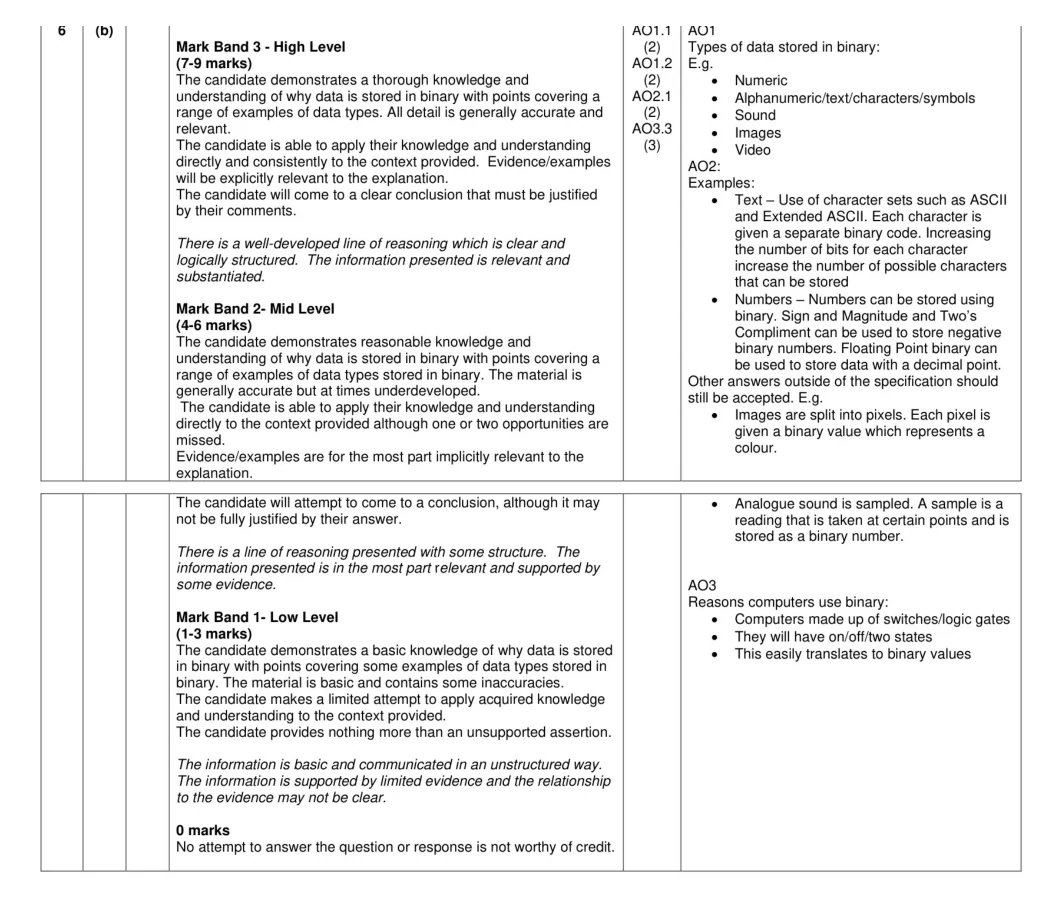 6 (b)
Mark Band 3 - High Level
(7-9 marks)
The candidate demonstrates a thorough knowledge and
understanding of why data is stored in binary with points covering a
range of examples of data types. All detail is generally accurate and
relevant.
The candidate is able to apply their knowledge and understanding
directly and consistently to the context provided. Evidence/examples
will be explicitly relevant to the explanation.
The candidate will come to a clear conclusion that must be justified
by their comments.
There is a well-developed line of reasoning which is clear and
logically structured. The information presented is relevant and
substantiated.
Mark Band 2- Mid Level
(4-6 marks)
The candidate demonstrates reasonable knowledge and
understanding of why data is stored in binary with points covering a
range of examples of data types stored in binary. The material is
generally accurate but at times underdeveloped.
The candidate is able to apply their knowledge and understanding
directly to the context provided although one or two opportunities are
missed.
Evidence/examples are for the most part implicitly relevant to the
explanation.
AO1.1
(2)
AO1.2
(2)
AO2.1
(2)
AO3.3
(3)
AO1
Types of data stored in binary:
E.g.
• Numeric
• Alphanumeric/text/characters/symbols
• Sound
• Images
• Video
AO2:
Examples:
• Text – Use of character sets such as ASCII
and Extended ASCII. Each character is
given a separate binary code. Increasing
the number of bits for each character
increase the number of possible characters
that can be stored
• Numbers – Numbers can be stored using
binary. Sign and Magnitude and Two's
Compliment can be used to store negative
binary numbers. Floating Point binary can
be used to store data with a decimal point.
Other answers outside of the specification should
still be accepted. E.g.
• Images are split into pixels. Each pixel is
given a binary value which represents a
colour.
The candidate will attempt to come to a conclusion, although it may
not be fully justified by their answer.
There is a line of reasoning presented with some structure. The
information presented is in the most part relevant and supported by
some evidence.
Mark Band 1- Low Level
(1-3 marks)
The candidate demonstrates a basic knowledge of why data is stored
in binary with points covering some examples of data types stored in
binary. The material is basic and contains some inaccuracies.
The candidate makes a limited attempt to apply acquired knowledge
and understanding to the context provided.
The candidate provides nothing more than an unsupported assertion.
The information is basic and communicated in an unstructured way.
The information is supported by limited evidence and the relationship
to the evidence may not be clear.
0 marks
No attempt to answer the question or response is not worthy of credit.
• Analogue sound is sampled. A sample is a
reading that is taken at certain points and is
stored as a binary number.
AO3
Reasons computers use binary:
• Computers made up of switches/logic gates
• They will have on/off/two states
• This easily translates to binary values